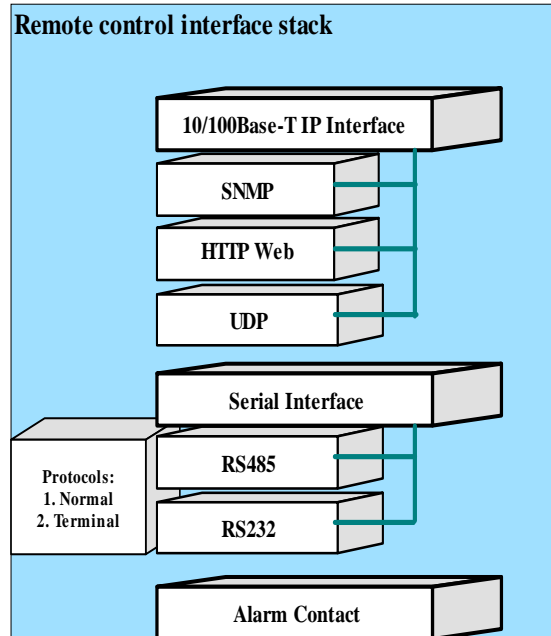 Remote control interface stack
10/100Base-T IP Interface
SNMP
HTTP Web
UDP
Serial Interface
RS485
Protocols:
1. Normal
2. Terminal
RS232
Alarm Contact